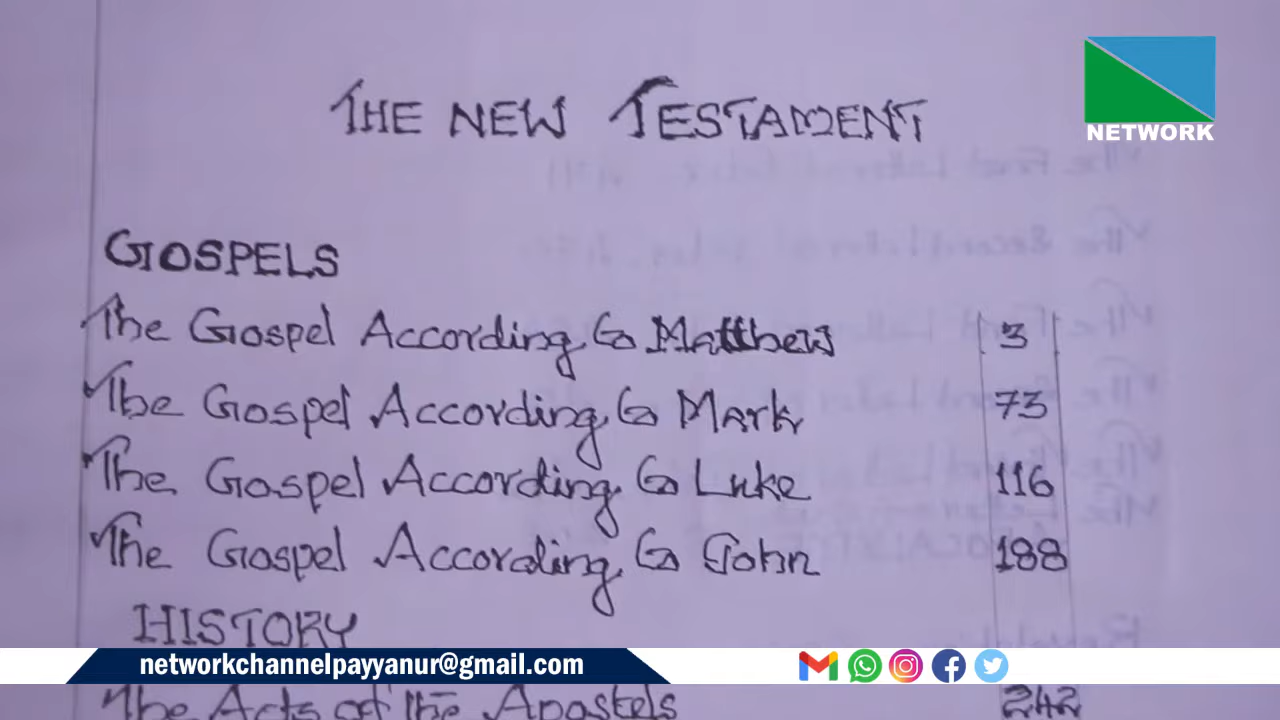 THE NEW TESTAMENT
NETWORK
GOSPELS
The Gospel According to Matthew 3
The Gospel According to Mark 73
The Gospel According to Luke 116
The Gospel According to John 188
HISTORY
networkchannelpayyanur@gmail.com
The Acts of the Apostels 242